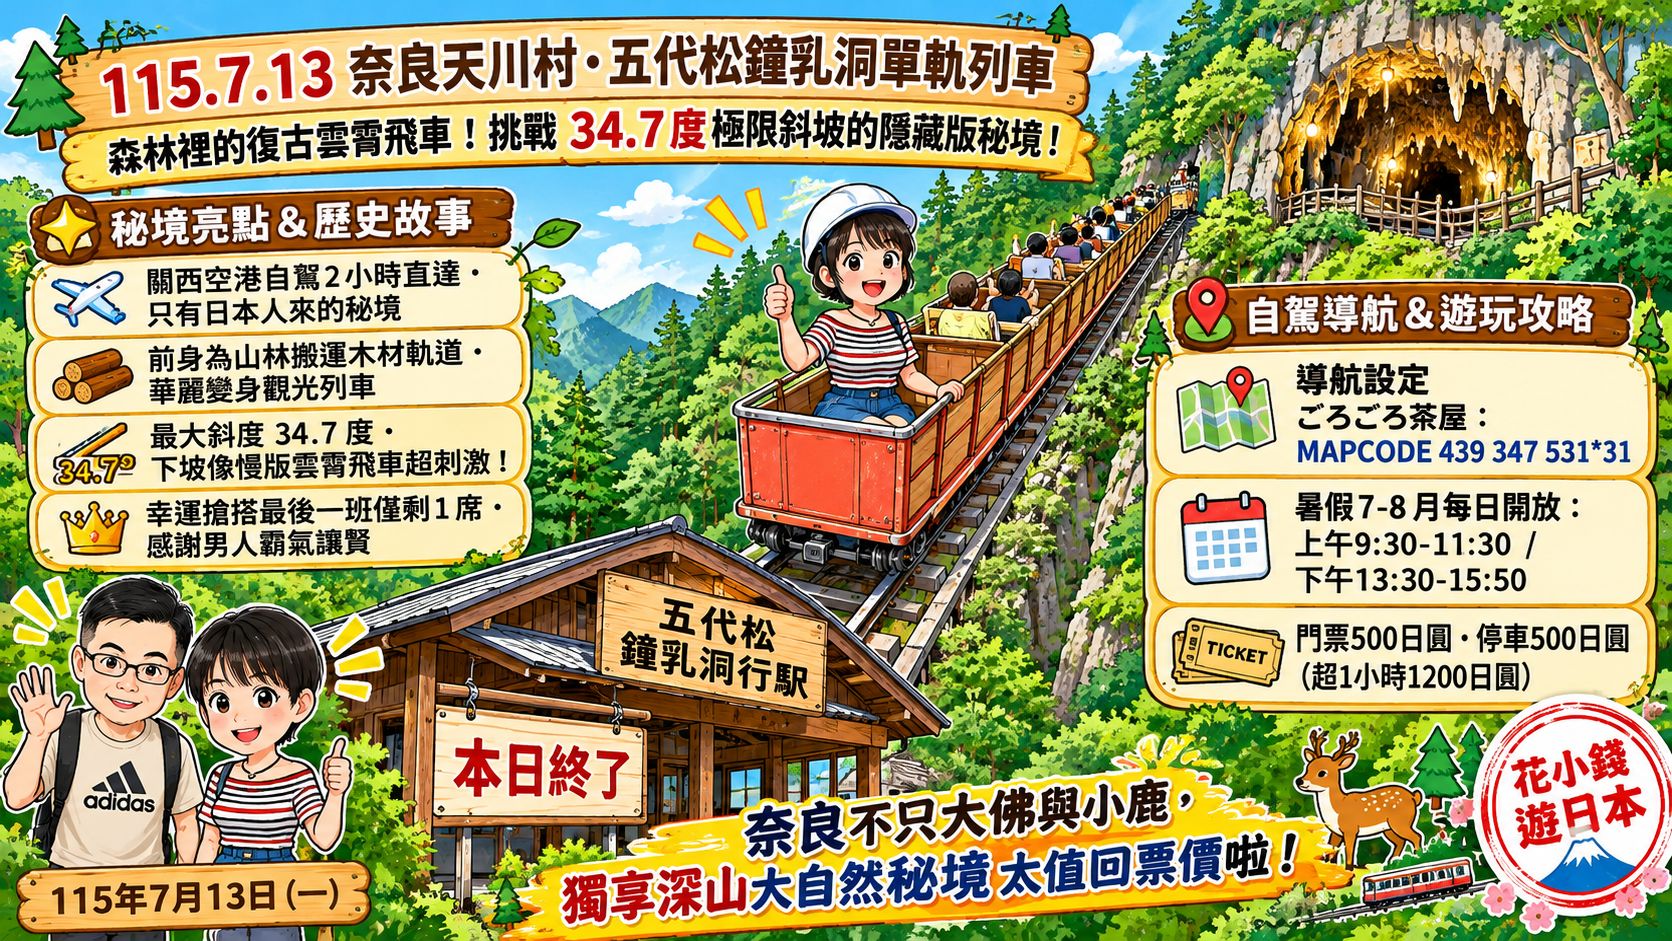 115.7.13 奈良天川村·五代松鐘乳洞單軌列車
森林裡的復古雲霄飛車！挑戰 34.7度極限斜坡的隱藏版秘境！
秘境亮點＆歷史故事
關西空港自駕2小時直達·
只有日本人來的秘境
前身為山林搬運木材軌道·
華麗變身觀光列車
34.7°
最大斜度 34.7 度·
下坡像慢版雲霄飛車超刺激！
幸運搶搭最後一班僅剩1席·
感謝男人霸氣讓賢
自駕導航＆遊玩攻略
導航設定
ごろごろ茶屋：
MAPCODE 439 347 531*31
暑假7-8月每日開放：
上午9:30-11:30 /
下午13:30-15:50
TICKET
門票500日圓·停車500日圓
(超1小時1200日圓)
五代松
鐘乳洞行駅
本日終了
adidas
115年7月13日(一)
奈良不只大佛與小鹿，
獨享深山大自然秘境 太值回票價啦！
花小錢
遊日本